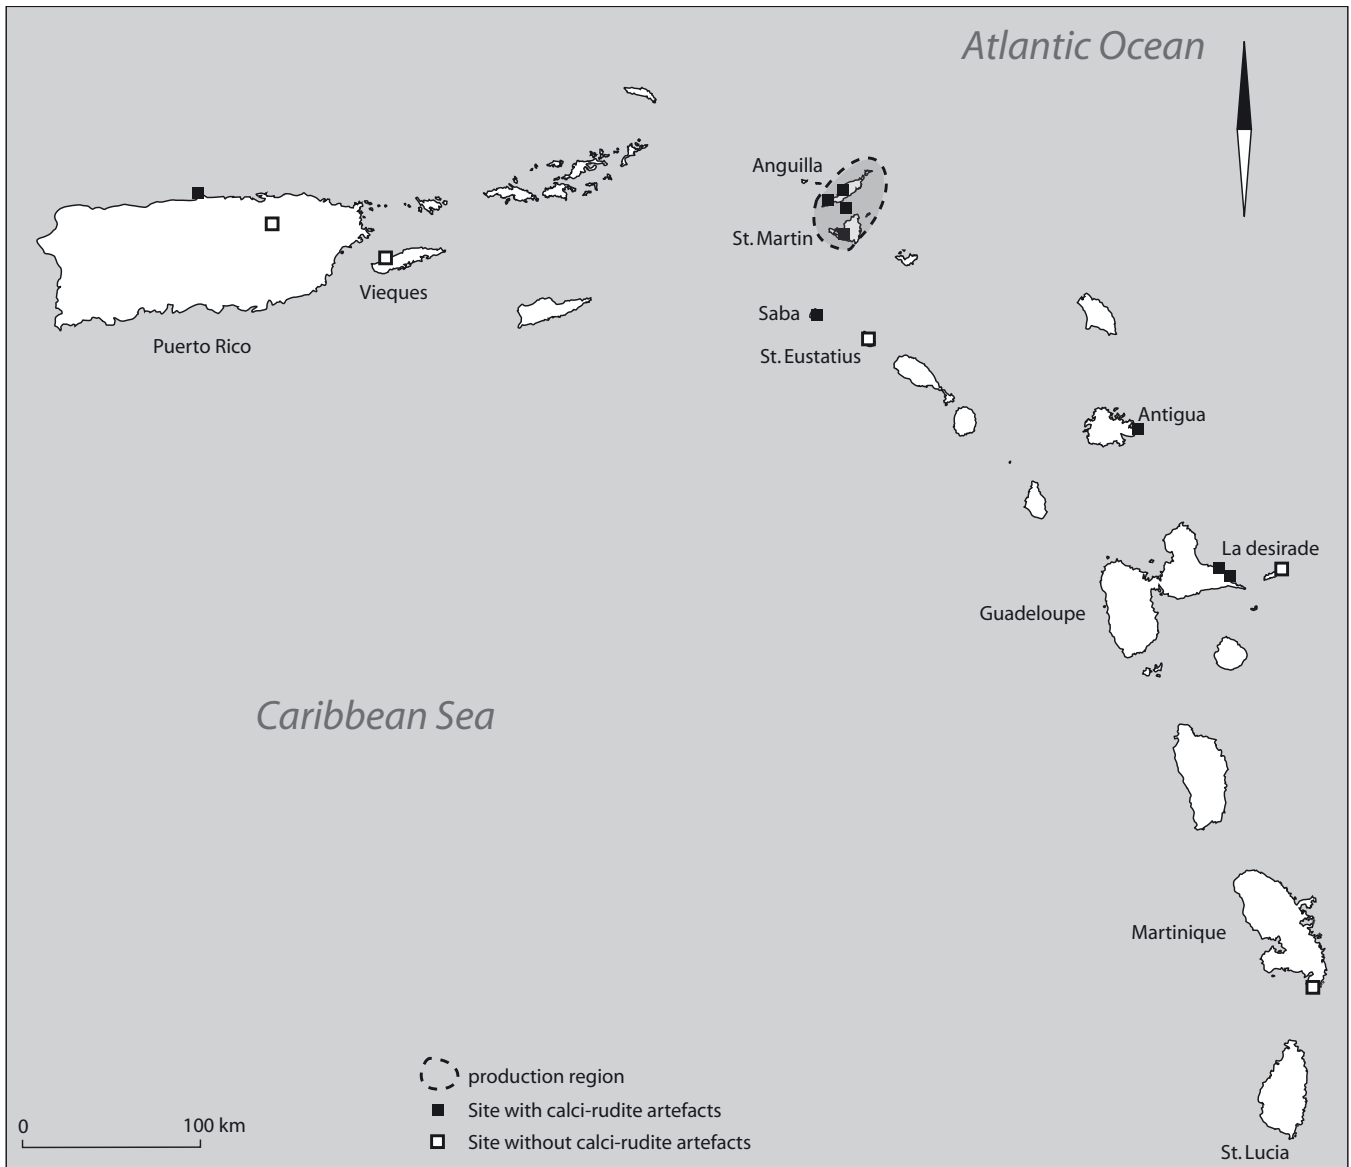 Atlantic Ocean
Anguilla
St. Martin
Vieques
Saba
Puerto Rico
St. Eustatius
Antigua
La desirade
Guadeloupe
Caribbean Sea
Martinique
production region
Site with calci-rudite artefacts
Site without calci-rudite artefacts
0 100 km
St. Lucia